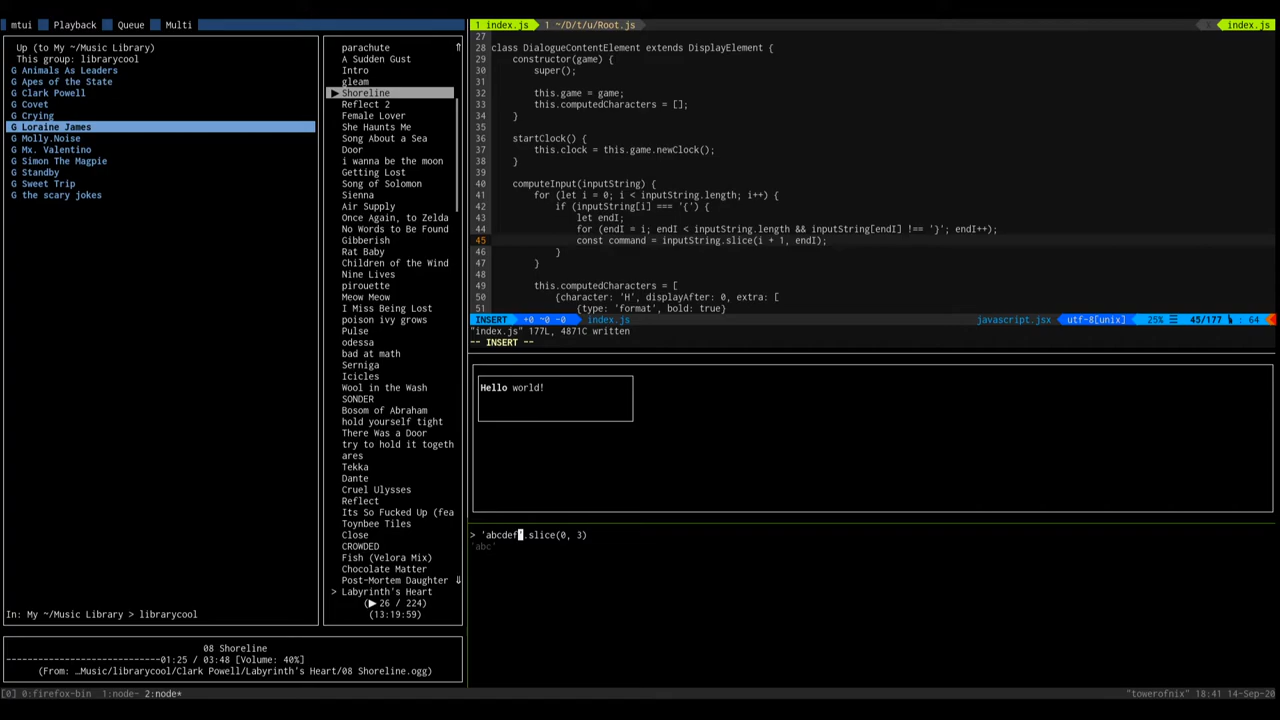 mtui Playback Queue Multi
Up (to My ~/Music Library)
This group: librarycool
G Animals As Leaders
G Apes of the State
G Clark Powell
G Covet
G Crying
G Loraine James
G Molly.Noise
G Mx. Valentino
G Simon The Magpie
G Standby
G Sweet Trip
G the scary jokes
In: My ~/Music Library > librarycool
parachute
A Sudden Gust
Intro
gleam
▶ Shoreline
Reflect 2
Female Lover
She Haunts Me
Song About a Sea
Door
i wanna be the moon
Getting Lost
Song of Solomon
Sienna
Air Supply
Once Again, to Zelda
No Words to Be Found
Gibberish
Rat Baby
Children of the Wind
Nine Lives
pirouette
Meow Meow
I Miss Being Lost
poison ivy grows
Pulse
odessa
bad at math
Serniga
Icicles
Wool in the Wash
SONDER
Bosom of Abraham
hold yourself tight
There Was a Door
try to hold it togeth
ares
Tekka
Dante
Cruel Ulysses
Reflect
Its So Fucked Up (fea
Toynbee Tiles
Close
CROWDED
Fish (Velora Mix)
Chocolate Matter
Post-Mortem Daughter
> Labyrinth's Heart
(▶ 26 / 224)
(13:19:59)
08 Shoreline
-----------------------------01:25 / 03:48 [Volume: 40%]
(From: …Music/librarycool/Clark Powell/Labyrinth's Heart/08 Shoreline.ogg)
1 index.js 1 ~/D/t/u/Root.js X index.js
27
28 class DialogueContentElement extends DisplayElement {
29 constructor(game) {
30 super();
31
32 this.game = game;
33 this.computedCharacters = [];
34 }
35
36 startClock() {
37 this.clock = this.game.newClock();
38 }
39
40 computeInput(inputString) {
41 for (let i = 0; i < inputString.length; i++) {
42 if (inputString[i] === '{') {
43 let endI;
44 for (endI = i; endI < inputString.length && inputString[endI] !== '}'; endI++);
45 const command = inputString.slice(i + 1, endI);
46 }
47 }
48
49 this.computedCharacters = [
50 {character: 'H', displayAfter: 0, extra: [
51 {type: 'format', bold: true}
INSERT +0 ~0 -0 index.js javascript.jsx utf-8[unix] 25% ☰ 45/177 : 64
"index.js" 177L, 4871C written
-- INSERT --
Hello world!
> 'abcdef'.slice(0, 3)
'abc'
[0] 0:firefox-bin 1:node- 2:node* "towerofnix" 18:41 14-Sep-20